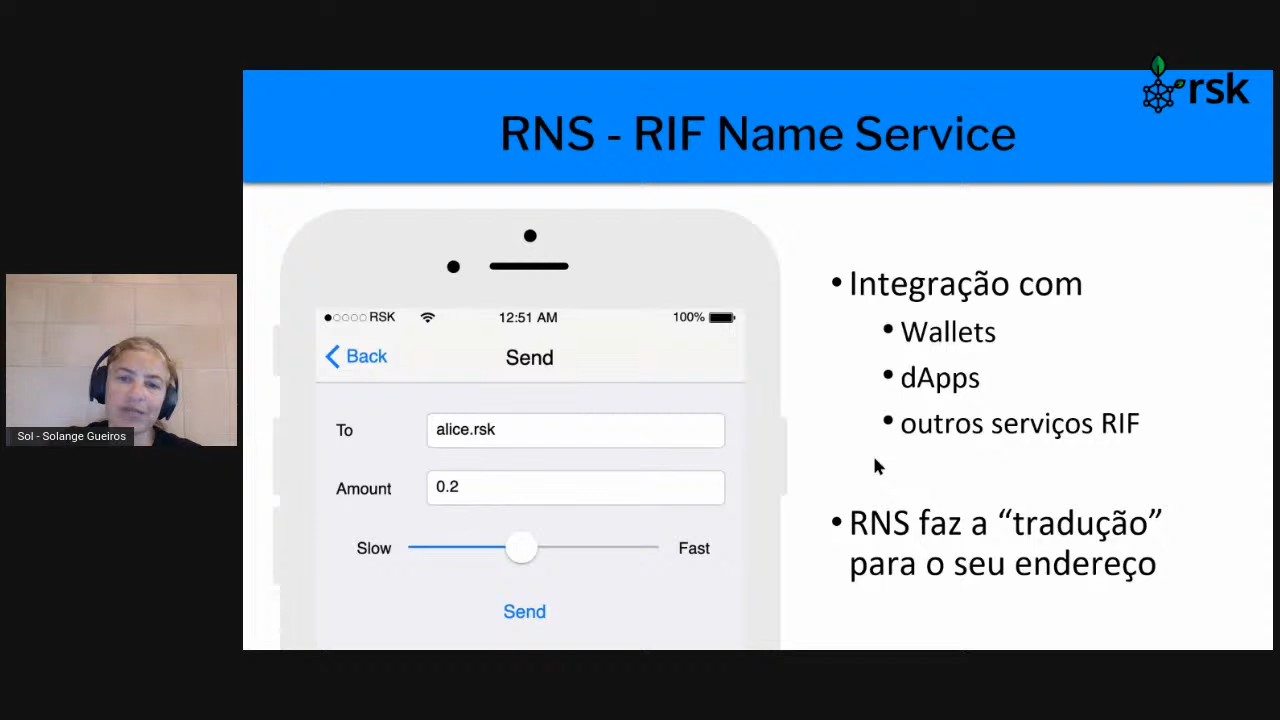 rsk
RNS - RIF Name Service
RSK 12:51 AM 100%
Back Send
To alice.rsk
Amount 0.2
Slow Fast
Send
• Integração com
• Wallets
• dApps
• outros serviços RIF
• RNS faz a “tradução”
para o seu endereço
Sol - Solange Gueiros